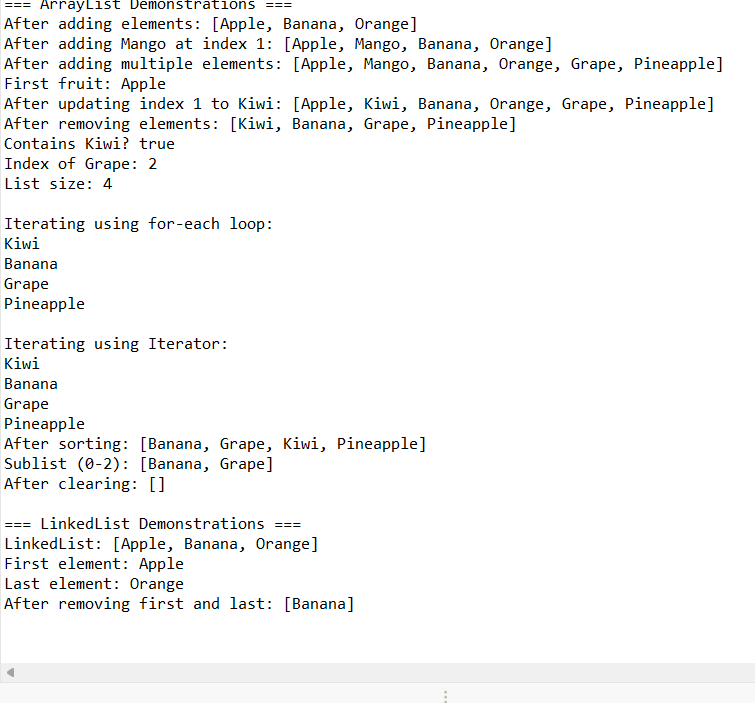 === ArrayList Demonstrations ===
After adding elements: [Apple, Banana, Orange]
After adding Mango at index 1: [Apple, Mango, Banana, Orange]
After adding multiple elements: [Apple, Mango, Banana, Orange, Grape, Pineapple]
First fruit: Apple
After updating index 1 to Kiwi: [Apple, Kiwi, Banana, Orange, Grape, Pineapple]
After removing elements: [Kiwi, Banana, Grape, Pineapple]
Contains Kiwi? true
Index of Grape: 2
List size: 4

Iterating using for-each loop:
Kiwi
Banana
Grape
Pineapple

Iterating using Iterator:
Kiwi
Banana
Grape
Pineapple
After sorting: [Banana, Grape, Kiwi, Pineapple]
Sublist (0-2): [Banana, Grape]
After clearing: []

=== LinkedList Demonstrations ===
LinkedList: [Apple, Banana, Orange]
First element: Apple
Last element: Orange
After removing first and last: [Banana]